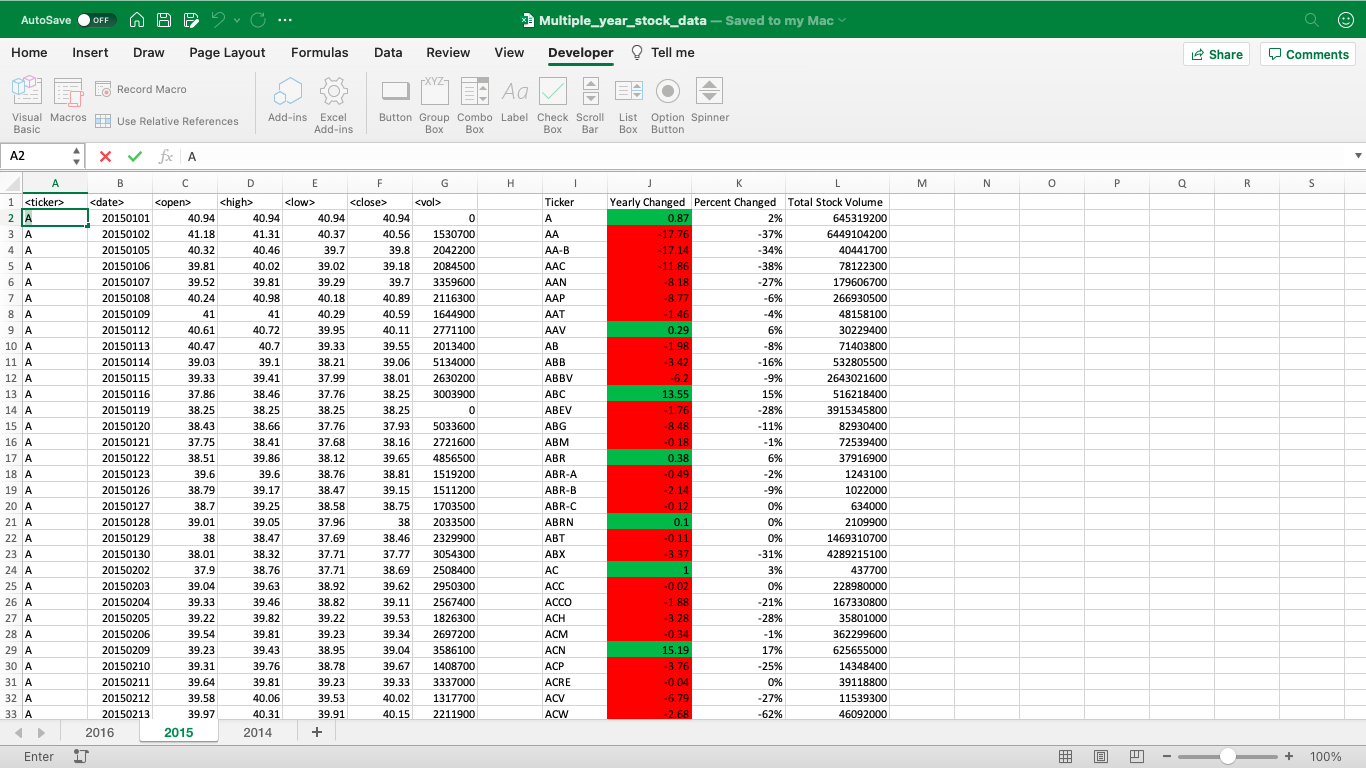 AutoSave OFF Multiple_year_stock_data — Saved to my Mac
Home Insert Draw Page Layout Formulas Data Review View Developer Tell me Share Comments
Visual Basic Macros Record Macro Use Relative References Add-ins Excel Add-ins Button Group Box Combo Box Label Check Box Scroll Bar List Box Option Button Spinner
XYZ Aa
A2 fx A
A B C D E F G H I J K L M N O P Q R S
1 <ticker> <date> <open> <high> <low> <close> <vol> Ticker Yearly Changed Percent Changed Total Stock Volume
2 A 20150101 40.94 40.94 40.94 40.94 0 A 0.87 2% 645319200
3 A 20150102 41.18 41.31 40.37 40.56 1530700 AA -17.76 -37% 6449104200
4 A 20150105 40.32 40.46 39.7 39.8 2042200 AA-B -17.14 -34% 40441700
5 A 20150106 39.81 40.02 39.02 39.18 2084500 AAC -11.86 -38% 78122300
6 A 20150107 39.52 39.81 39.29 39.7 3359600 AAN -8.18 -27% 179606700
7 A 20150108 40.24 40.98 40.18 40.89 2116300 AAP -8.77 -6% 266930500
8 A 20150109 41 41 40.29 40.59 1644900 AAT -1.46 -4% 48158100
9 A 20150112 40.61 40.72 39.95 40.11 2771100 AAV 0.29 6% 30229400
10 A 20150113 40.47 40.7 39.33 39.55 2013400 AB -1.98 -8% 71403800
11 A 20150114 39.03 39.1 38.21 39.06 5134000 ABB -3.42 -16% 532805500
12 A 20150115 39.33 39.41 37.99 38.01 2630200 ABBV -6.2 -9% 2643021600
13 A 20150116 37.86 38.46 37.76 38.25 3003900 ABC 13.55 15% 516218400
14 A 20150119 38.25 38.25 38.25 38.25 0 ABEV -1.76 -28% 3915345800
15 A 20150120 38.43 38.66 37.76 37.93 5033600 ABG -8.48 -11% 82930400
16 A 20150121 37.75 38.41 37.68 38.16 2721600 ABM -0.18 -1% 72539400
17 A 20150122 38.51 39.86 38.12 39.65 4856500 ABR 0.38 6% 37916900
18 A 20150123 39.6 39.6 38.76 38.81 1519200 ABR-A -0.49 -2% 1243100
19 A 20150126 38.79 39.17 38.47 39.15 1511200 ABR-B -2.14 -9% 1022000
20 A 20150127 38.7 39.25 38.58 38.75 1703500 ABR-C -0.12 0% 634000
21 A 20150128 39.01 39.05 37.96 38 2033500 ABRN 0.1 0% 2109900
22 A 20150129 38 38.47 37.69 38.46 2329900 ABT -0.11 0% 1469310700
23 A 20150130 38.01 38.32 37.71 37.77 3054300 ABX -3.37 -31% 4289215100
24 A 20150202 37.9 38.76 37.71 38.69 2508400 AC 1 3% 437700
25 A 20150203 39.04 39.63 38.92 39.62 2950300 ACC -0.02 0% 228980000
26 A 20150204 39.33 39.46 38.82 39.11 2567400 ACCO -1.88 -21% 167330800
27 A 20150205 39.22 39.82 39.22 39.53 1826300 ACH -3.28 -28% 35801000
28 A 20150206 39.54 39.81 39.23 39.34 2697200 ACM -0.34 -1% 362299600
29 A 20150209 39.23 39.43 38.95 39.04 3586100 ACN 15.19 17% 625655000
30 A 20150210 39.31 39.76 38.78 39.67 1408700 ACP -3.76 -25% 14348400
31 A 20150211 39.64 39.81 39.23 39.33 3337000 ACRE -0.04 0% 39118800
32 A 20150212 39.58 40.06 39.53 40.02 1317700 ACV -6.79 -27% 11539300
33 A 20150213 39.97 40.31 39.91 40.15 2211900 ACW -2.68 -62% 46092000
2016 2015 2014 +
Enter 100%